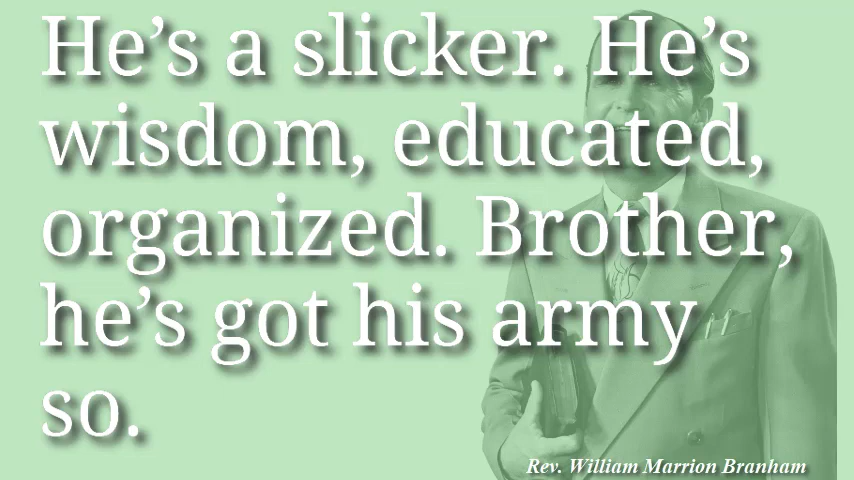 He’s a slicker. He’s
wisdom, educated,
organized. Brother,
he’s got his army
so.
Rev. William Marrion Branham